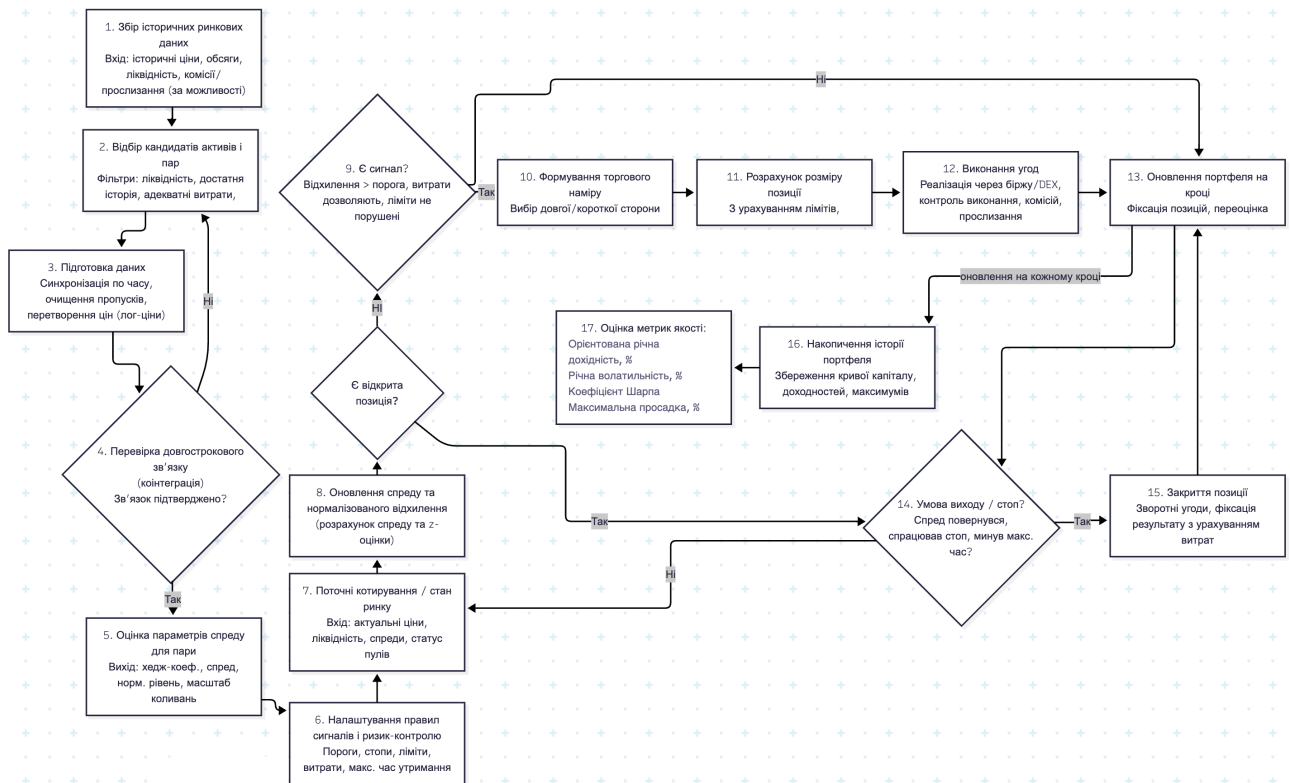 1. Збір історичних ринкових
даних
Вхід: історичні ціни, обсяги,
ліквідність, комісії/
прослизання (за можливості)
2. Відбір кандидатів активів і
пар
Фільтри: ліквідність, достатня
історія, адекватні витрати,
3. Підготовка даних
Синхронізація по часу,
очищення пропусків,
перетворення цін (лог-ціни)
Ні
4. Перевірка довгострокового
зв'язку
(коінтеграція)
Зв'язок підтверджено?
Так
5. Оцінка параметрів спреду
для пари
Вихід: хедж-коеф., спред,
норм. рівень, масштаб
коливань
6. Налаштування правил
сигналів і ризик-контролю
Пороги, стопи, ліміти,
витрати, макс. час утримання
7. Поточні котирування / стан
ринку
Вхід: актуальні ціни,
ліквідність, спреди, статус
пулів
8. Оновлення спреду та
нормалізованого відхилення
(розрахунок спреду та z-
оцінки)
Є відкрита
позиція?
НІ
Так
9. Є сигнал?
Відхилення > порога, витрати
дозволяють, ліміти не
порушені
Ні
Так
10. Формування торгового
наміру
Вибір довгої/короткої сторони
11. Розрахунок розміру
позиції
З урахуванням лімітів,
12. Виконання угод
Реалізація через біржу/DEX,
контроль виконання, комісій,
прослизання
13. Оновлення портфеля на
кроці
Фіксація позицій, переоцінка
оновлення на кожному кроці
14. Умова виходу / стоп?
Спред повернувся,
спрацював стоп, минув макс.
час?
Так
Ні
15. Закриття позиції
Зворотні угоди, фіксація
результату з урахуванням
витрат
16. Накопичення історії
портфеля
Збереження кривої капіталу,
доходностей, максимумів
17. Оцінка метрик якості:
Орієнтована річна
дохідність, %
Річна волатильність, %
Коефіцієнт Шарпа
Максимальна просадка, %